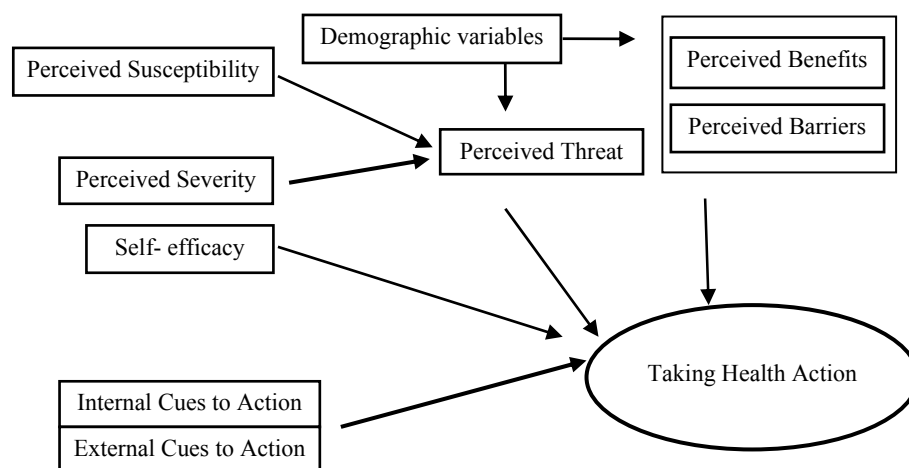 Demographic variables
Perceived Benefits
Perceived Susceptibility
Perceived Barriers
Perceived Threat
Perceived Severity
Self- efficacy
Taking Health Action
Internal Cues to Action
External Cues to Action